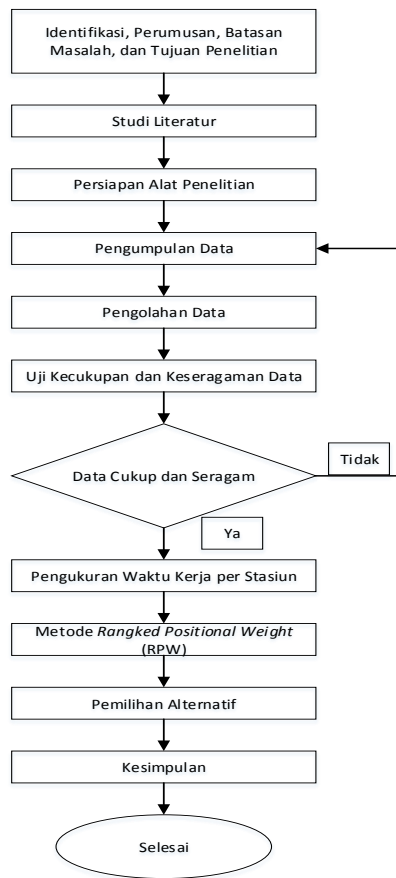 Identifikasi, Perumusan, Batasan
Masalah, dan Tujuan Penelitian
Studi Literatur
Persiapan Alat Penelitian
Pengumpulan Data
Pengolahan Data
Uji Kecukupan dan Keseragaman Data
Data Cukup dan Seragam
Tidak
Ya
Pengukuran Waktu Kerja per Stasiun
Metode Rangked Positional Weight
(RPW)
Pemilihan Alternatif
Kesimpulan
Selesai